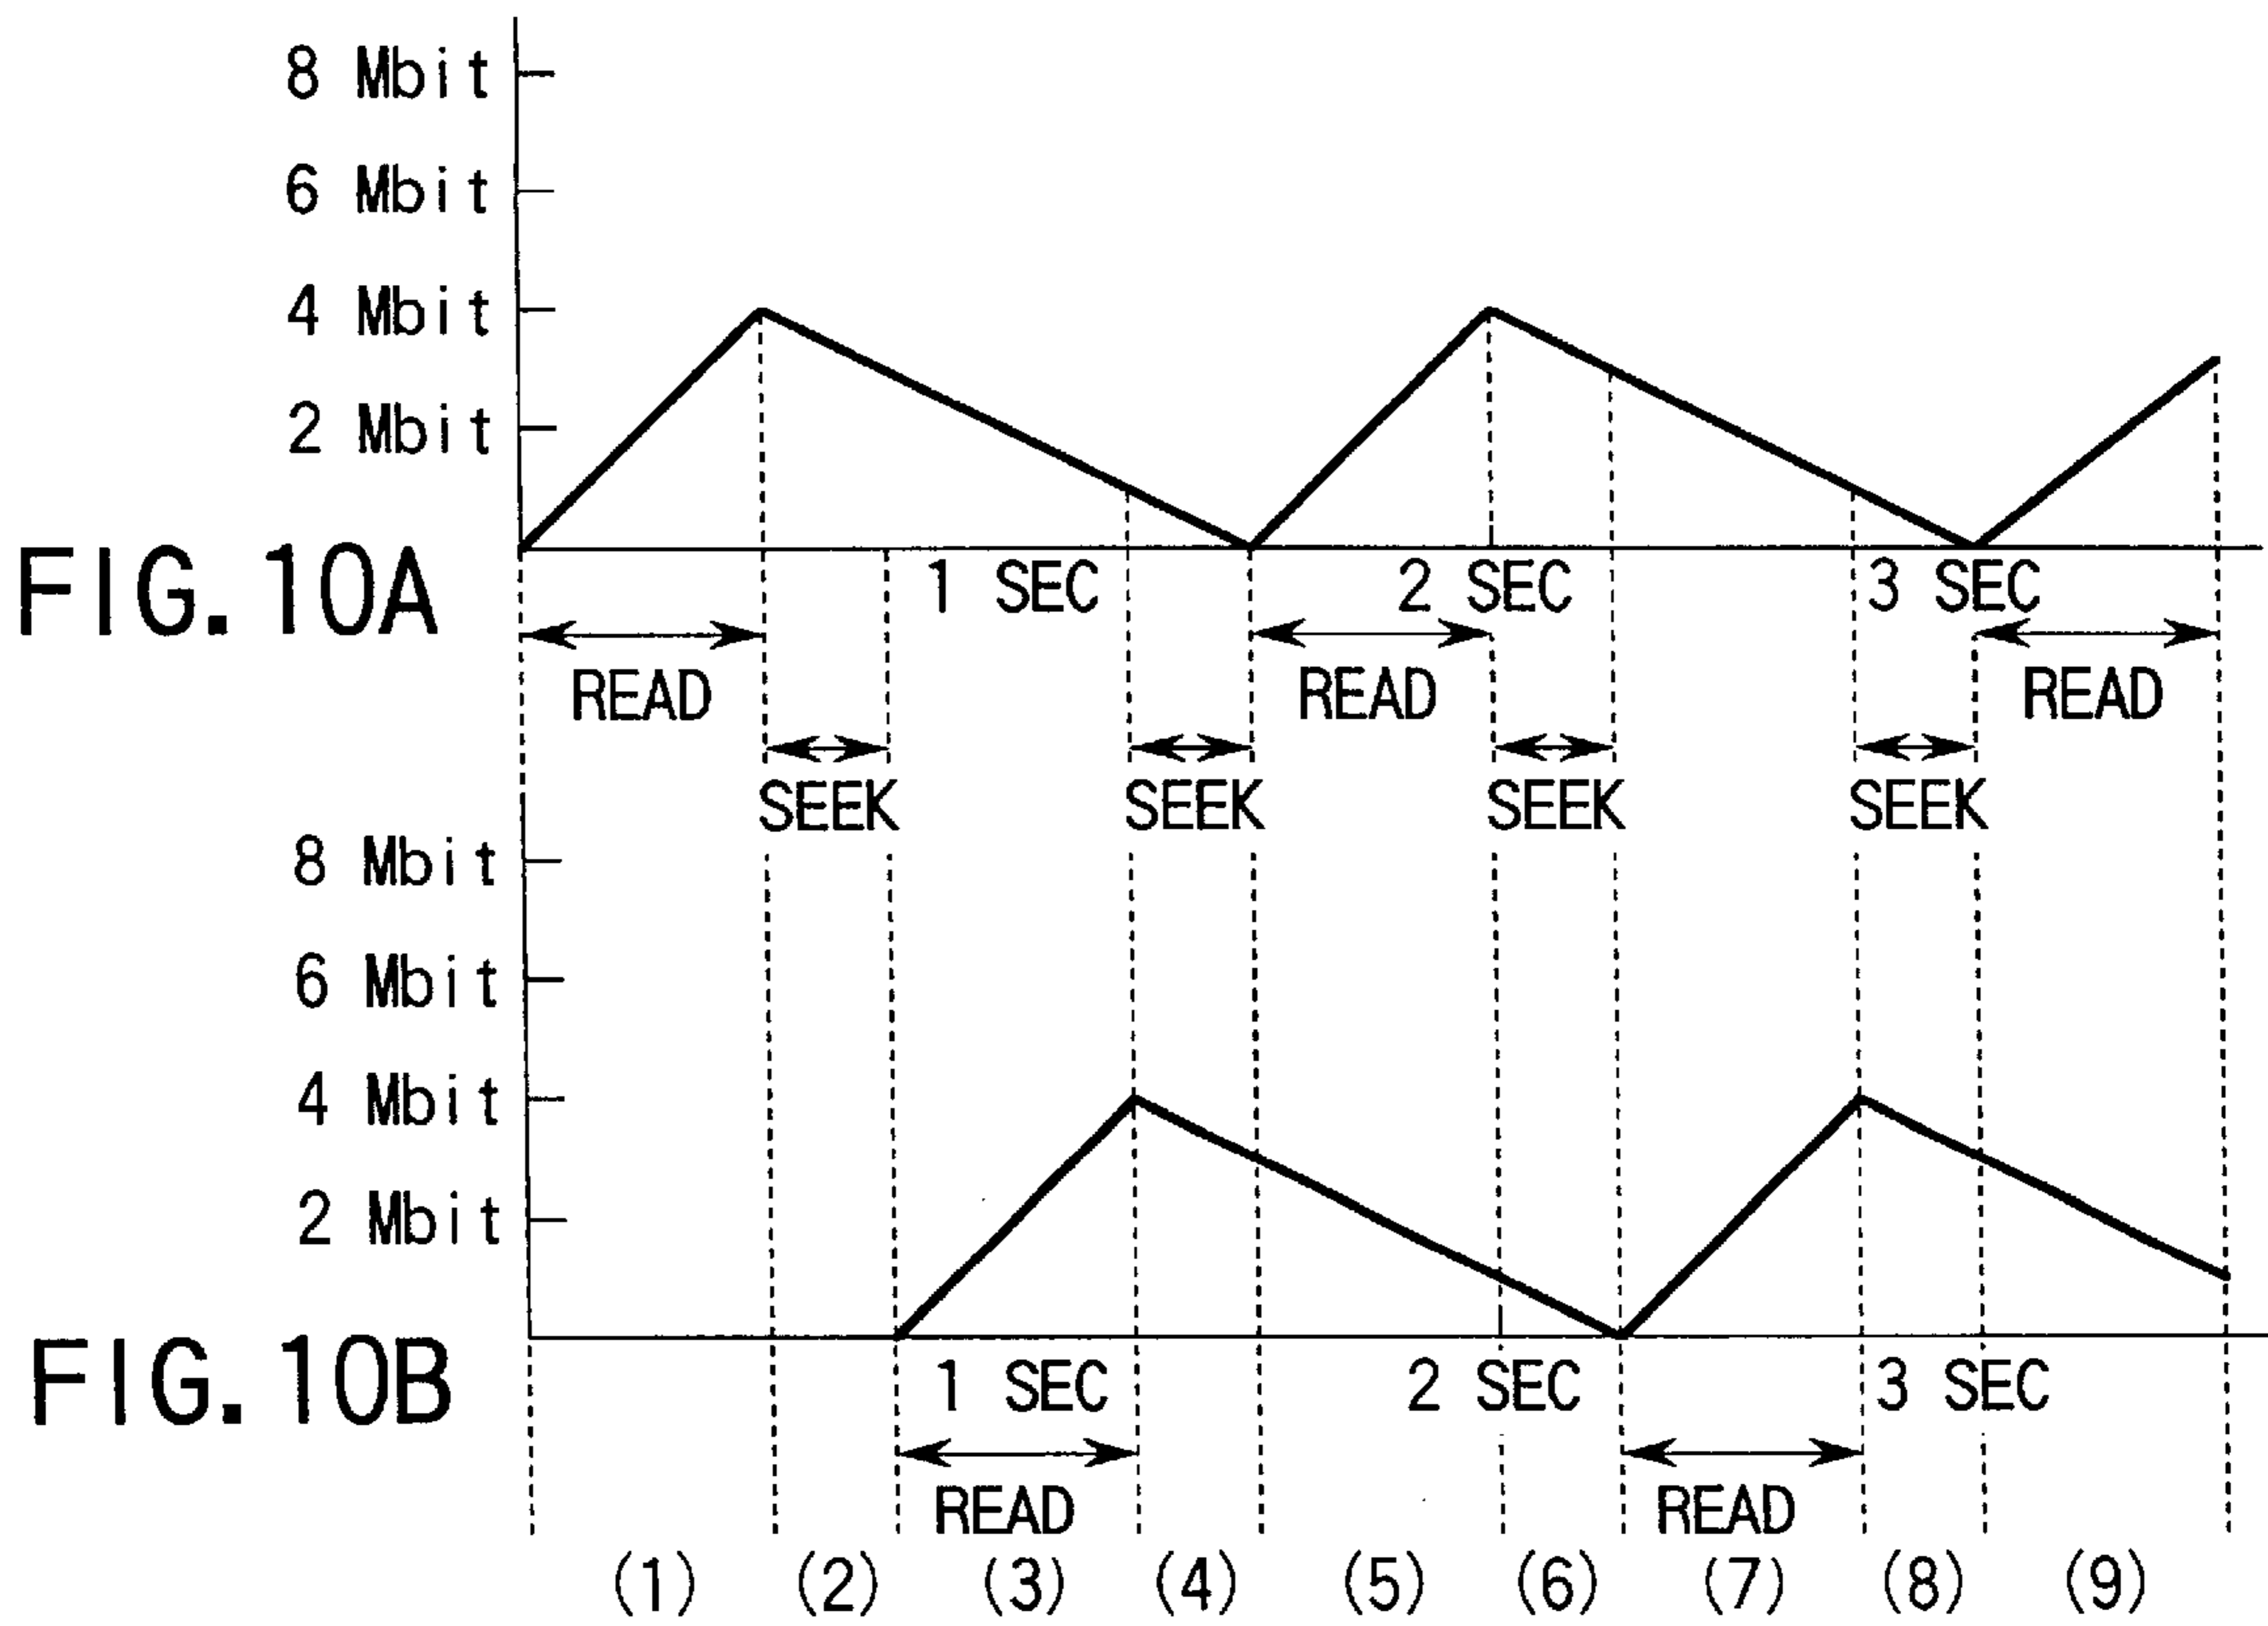 8 Mbit
6 Mbit
4 Mbit
2 Mbit
FIG. 10A
1 SEC 2 SEC 3 SEC
READ READ READ
SEEK SEEK SEEK SEEK
8 Mbit
6 Mbit
4 Mbit
2 Mbit
FIG. 10B
1 SEC 2 SEC 3 SEC
READ READ
(1) (2) (3) (4) (5) (6) (7) (8) (9)